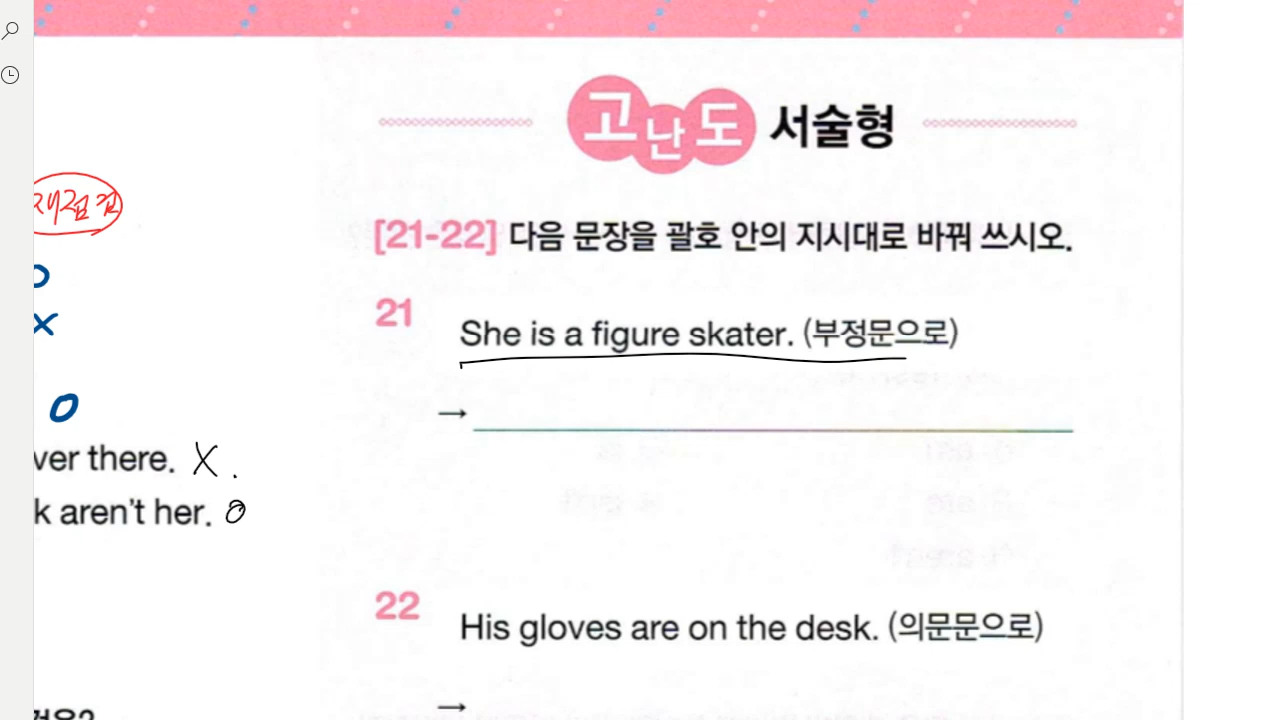 고난도 서술형
재점검
[21-22] 다음 문장을 괄호 안의 지시대로 바꿔 쓰시오.
O
X
21
She is a figure skater. (부정문으로)
→
O
ver there. X.
k aren't her. O
22
His gloves are on the desk. (의문문으로)
→